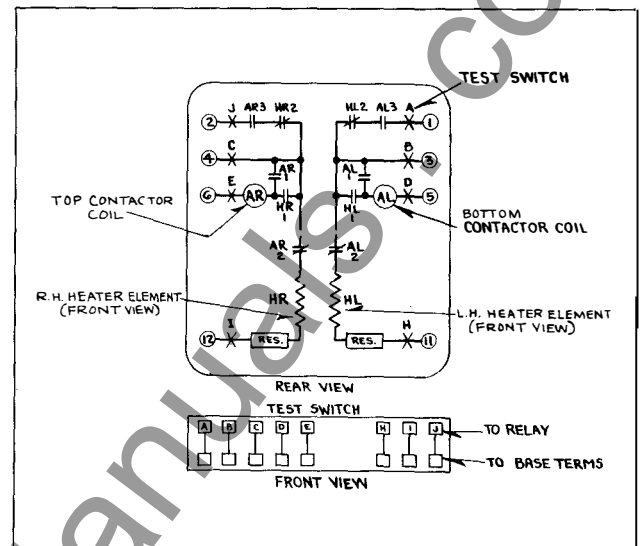 TEST SWITCH
J AR3 HR2 HL2 AL3 A
2 1
C B
4 3
AR 1 AL 1
E D
6 AR HR 1 HL 1 AL 5
TOP CONTACTOR COIL
BOTTOM CONTACTOR COIL
AR 2 AL 2
HR HL
R.H. HEATER ELEMENT (FRONT VIEW)
L.H. HEATER ELEMENT (FRONT VIEW)
I H
12 RES. RES. 11
REAR VIEW
TEST SWITCH
A B C D E H I J
TO RELAY
TO BASE TERMS
FRONT VIEW